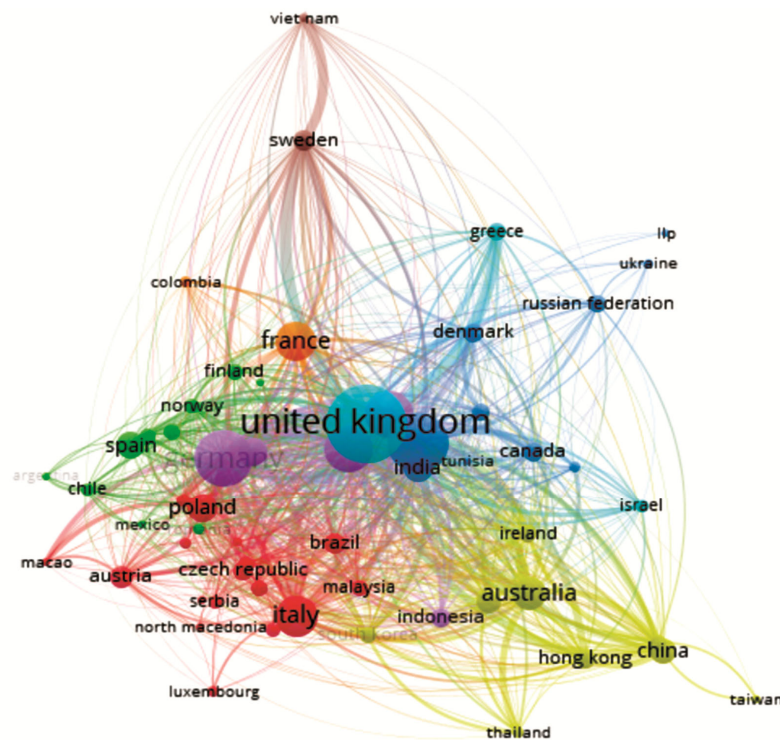 viet nam
sweden
greece
llp
ukraine
colombia
russian federation
denmark
france
finland
norway
united kingdom
spain
germany
india
tunisia
canada
argentina
chile
israel
poland
mexico
ireland
brazil
macao
austria
czech republic
malaysia
australia
serbia
italy
indonesia
north macedonia
south korea
china
hong kong
luxembourg
taiwan
thailand